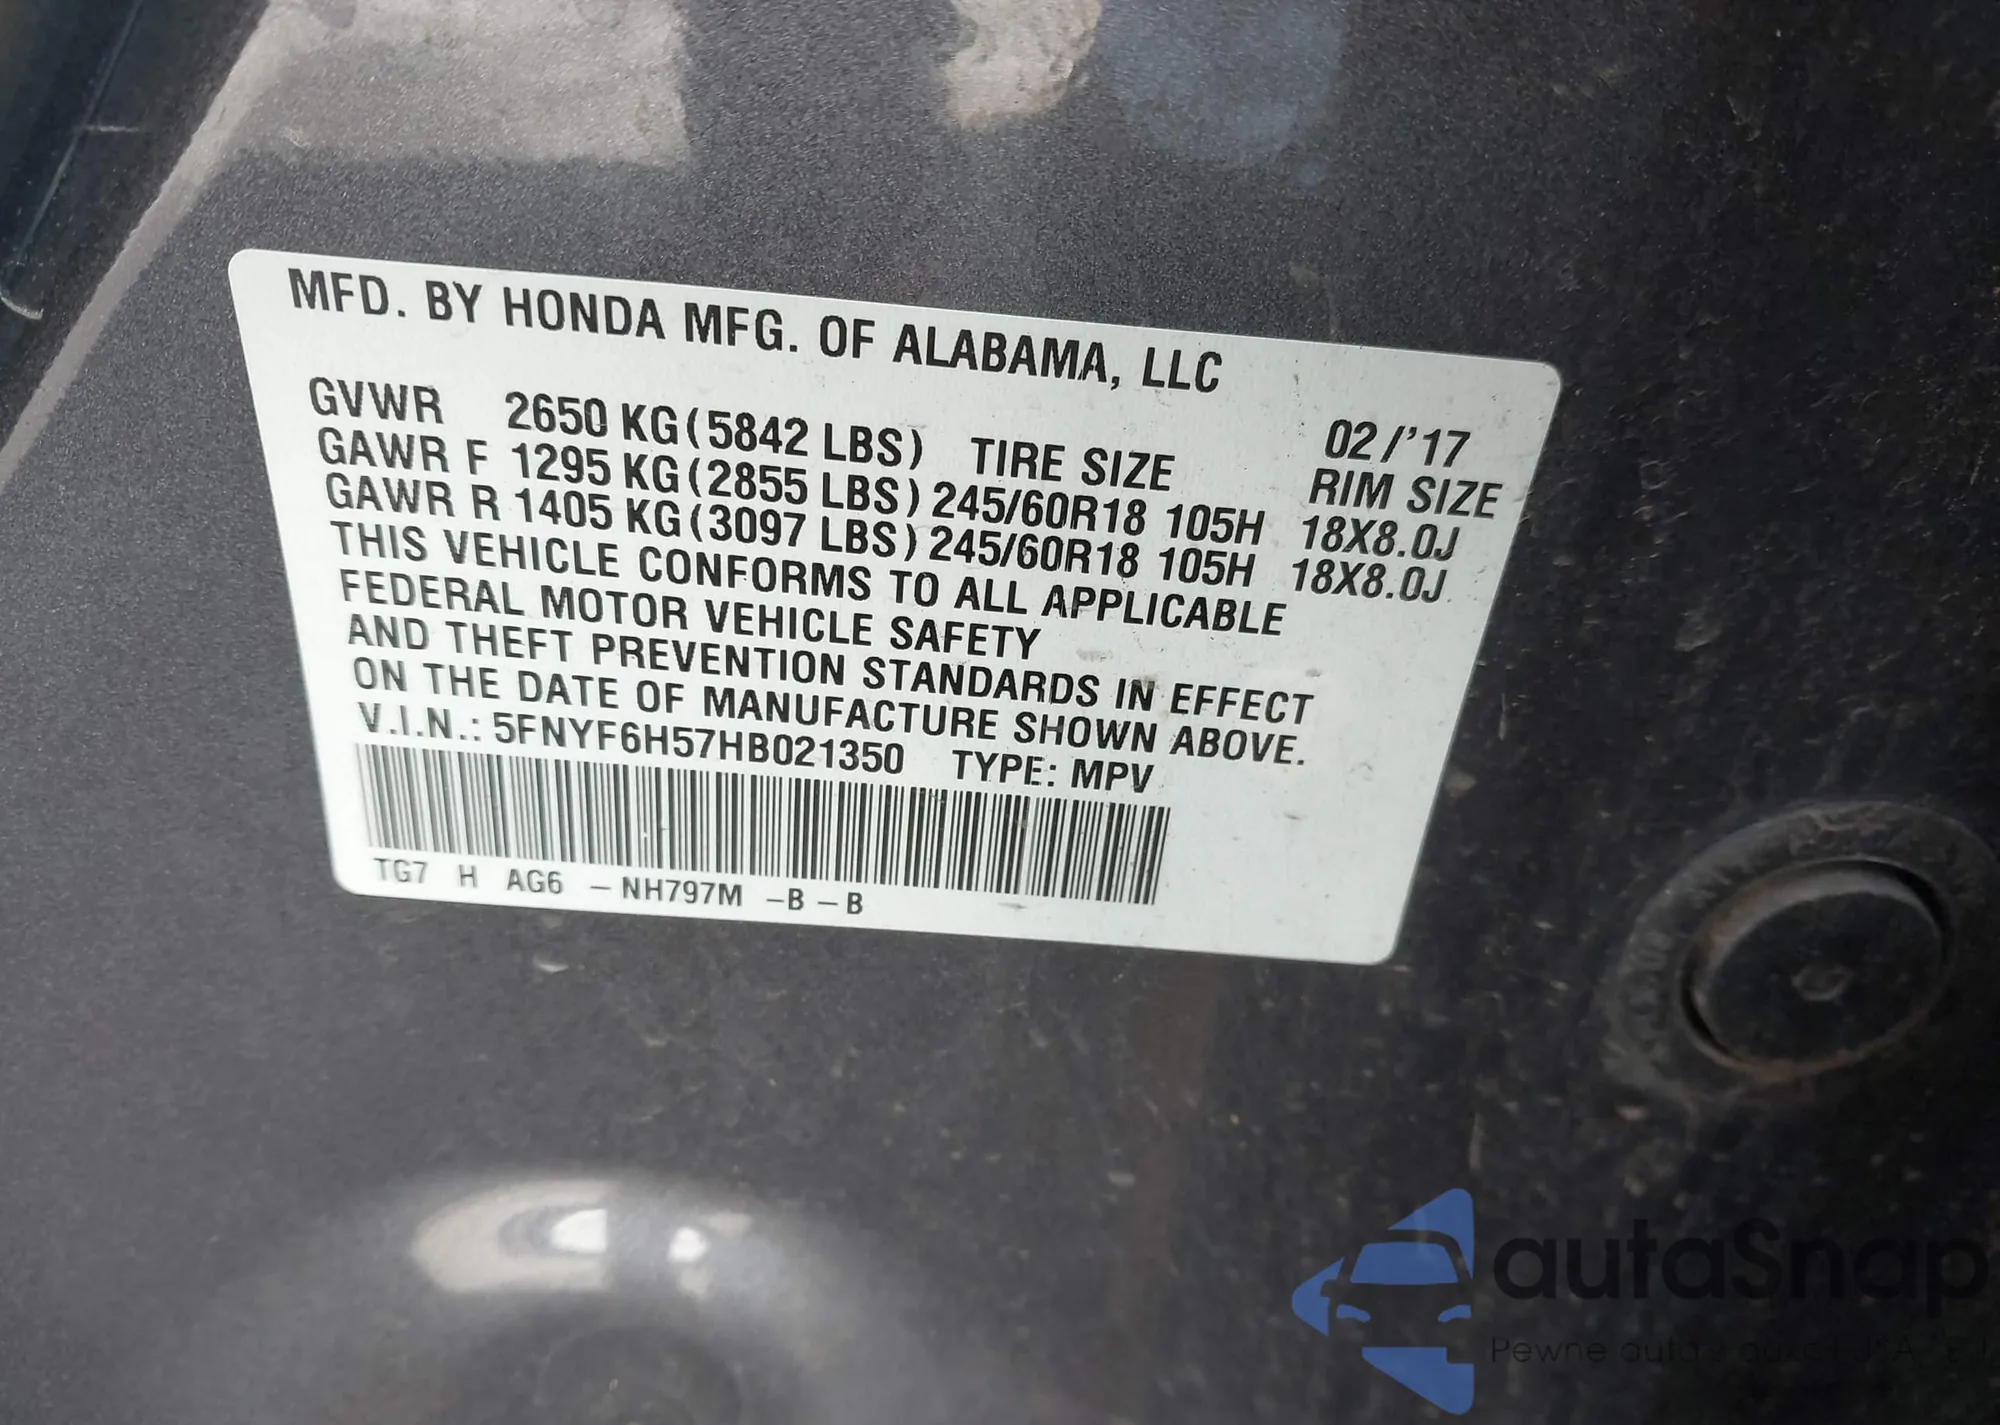 MFD. BY HONDA MFG. OF ALABAMA, LLC
02/'17
GVWR 2650 KG(5842 LBS) TIRE SIZE RIM SIZE
GAWR F 1295 KG(2855 LBS) 245/60R18 105H 18X8.0J
GAWR R 1405 KG(3097 LBS) 245/60R18 105H 18X8.0J
THIS VEHICLE CONFORMS TO ALL APPLICABLE
FEDERAL MOTOR VEHICLE SAFETY
AND THEFT PREVENTION STANDARDS IN EFFECT
ON THE DATE OF MANUFACTURE SHOWN ABOVE.
V.I.N.: 5FNYF6H57HB021350 TYPE: MPV
TG7 H AG6 -NH797M -B-B
autaSnap
Pewne auta z